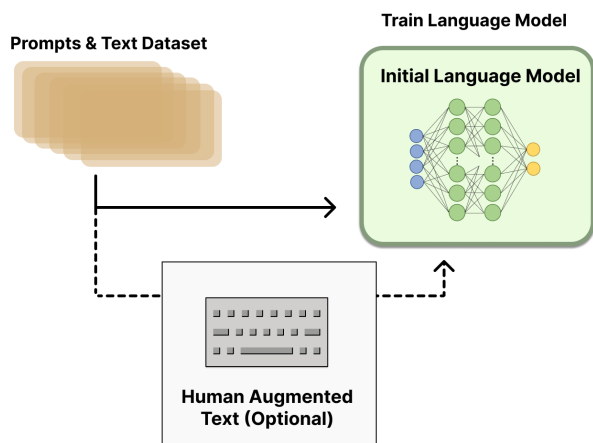 Train Language Model
Prompts & Text Dataset
Initial Language Model
Human Augmented
Text (Optional)